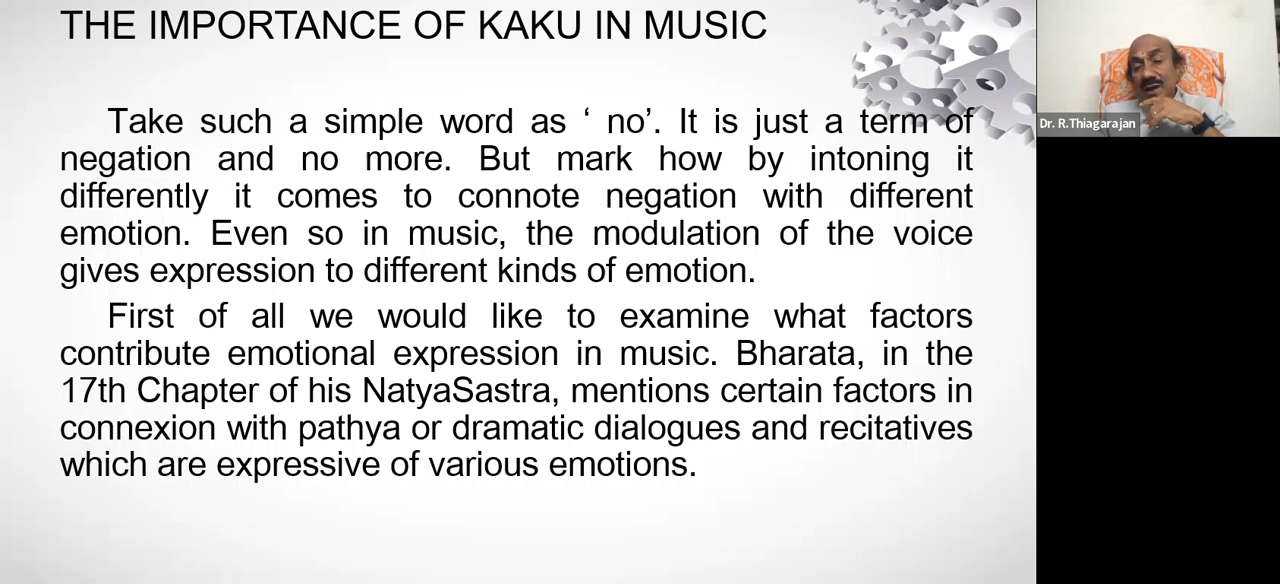 THE IMPORTANCE OF KAKU IN MUSIC
Take such a simple word as ‘ no’. It is just a term of
negation and no more. But mark how by intoning it
differently it comes to connote negation with different
emotion. Even so in music, the modulation of the voice
gives expression to different kinds of emotion.
First of all we would like to examine what factors
contribute emotional expression in music. Bharata, in the
17th Chapter of his NatyaSastra, mentions certain factors in
connexion with pathya or dramatic dialogues and recitatives
which are expressive of various emotions.
Dr. R.Thiagarajan